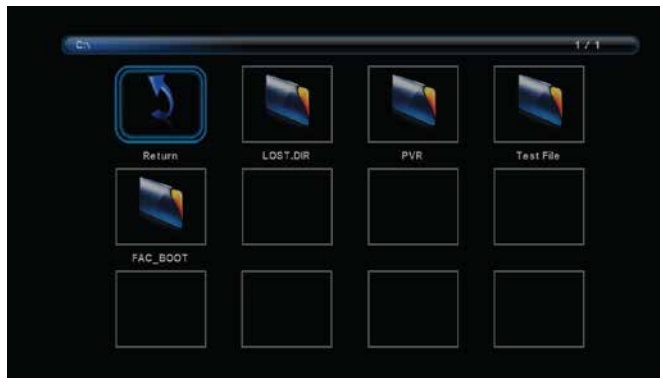 C:\ 1 / 1
Return LOST.DIR PVR Test File
FAC_BOOT